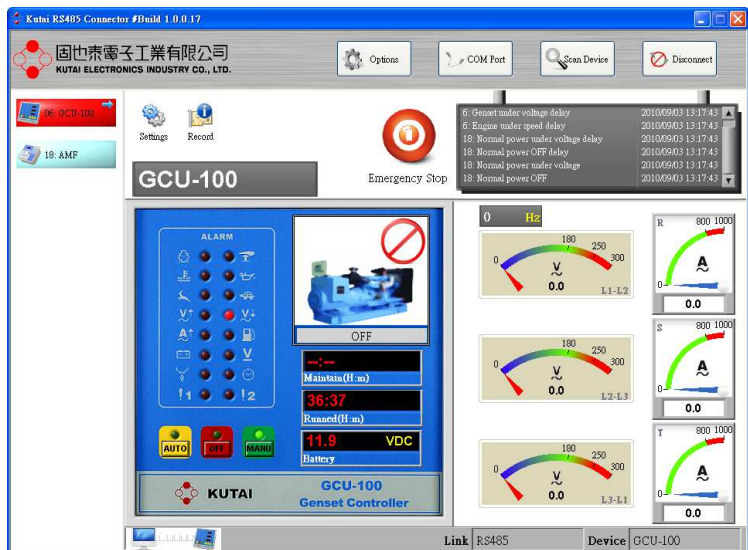 Kutai RS485 Connector #Build 1.0.0.17
固也泰電子工業有限公司
KUTAI ELECTRONICS INDUSTRY CO., LTD.
Options
COM Port
Scan Device
Disconnect
06: GCU-100
18: AMF
Settings
Record
Emergency Stop
6: Genset under voltage delay 2010/09/03 13:17:43
6: Engine under speed delay 2010/09/03 13:17:43
18: Normal power under voltage delay 2010/09/03 13:17:43
18: Normal power OFF delay 2010/09/03 13:17:43
18: Normal power under voltage 2010/09/03 13:17:43
18: Normal power OFF 2010/09/03 13:17:43
GCU-100
ALARM
V↑ V↓
A↑
V
!1 !2
OFF
--:--
Maintain(H:m)
36:37
Runned(H:m)
11.9 VDC
Battery
AUTO OFF MANU
KUTAI
GCU-100
Genset Controller
0 Hz
0 180 250 300
V
0.0
L1-L2
0 180 250 300
V
0.0
L2-L3
0 180 250 300
V
0.0
L3-L1
R 800 1000
A
0
0.0
S 800 1000
A
0
0.0
T 800 1000
A
0
0.0
Link RS485 Device GCU-100